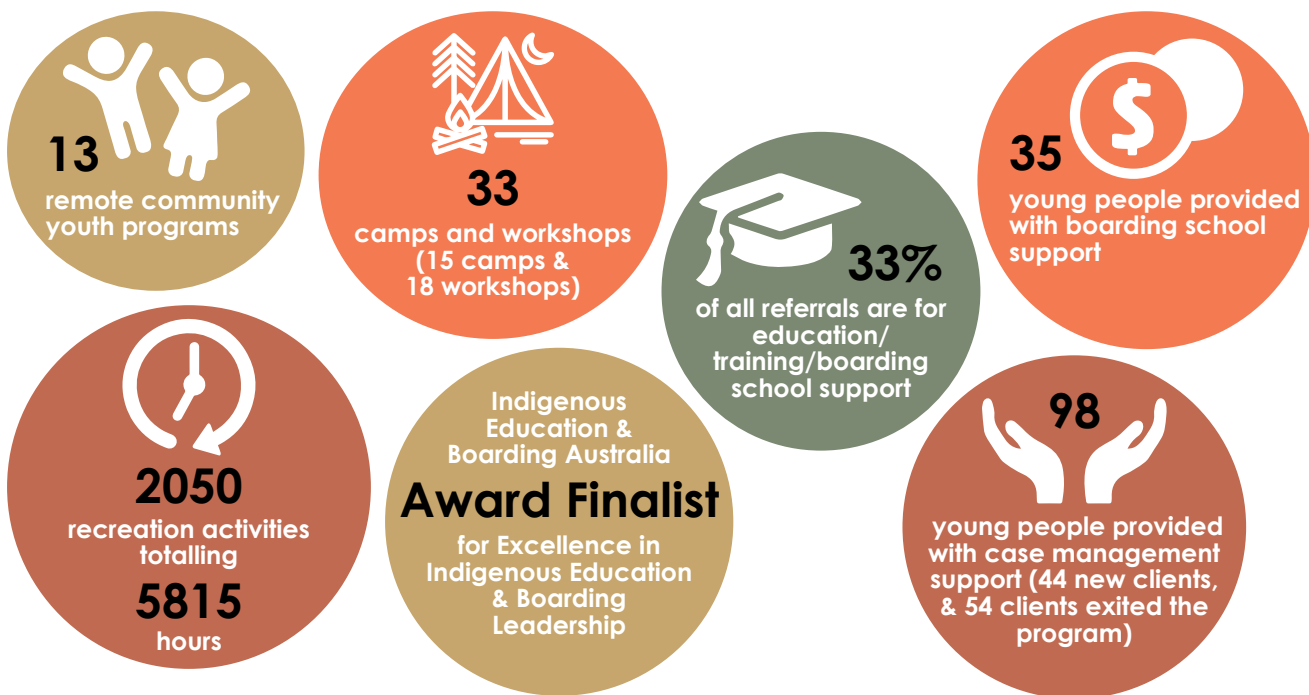 13
remote community
youth programs
33
camps and workshops
(15 camps &
18 workshops)
33%
of all referrals are for
education/
training/boarding
school support
$
35
young people provided
with boarding school
support
2050
recreation activities
totalling
5815
hours
Indigenous
Education &
Boarding Australia
Award Finalist
for Excellence in
Indigenous Education
& Boarding
Leadership
98
young people provided
with case management
support (44 new clients,
& 54 clients exited the
program)